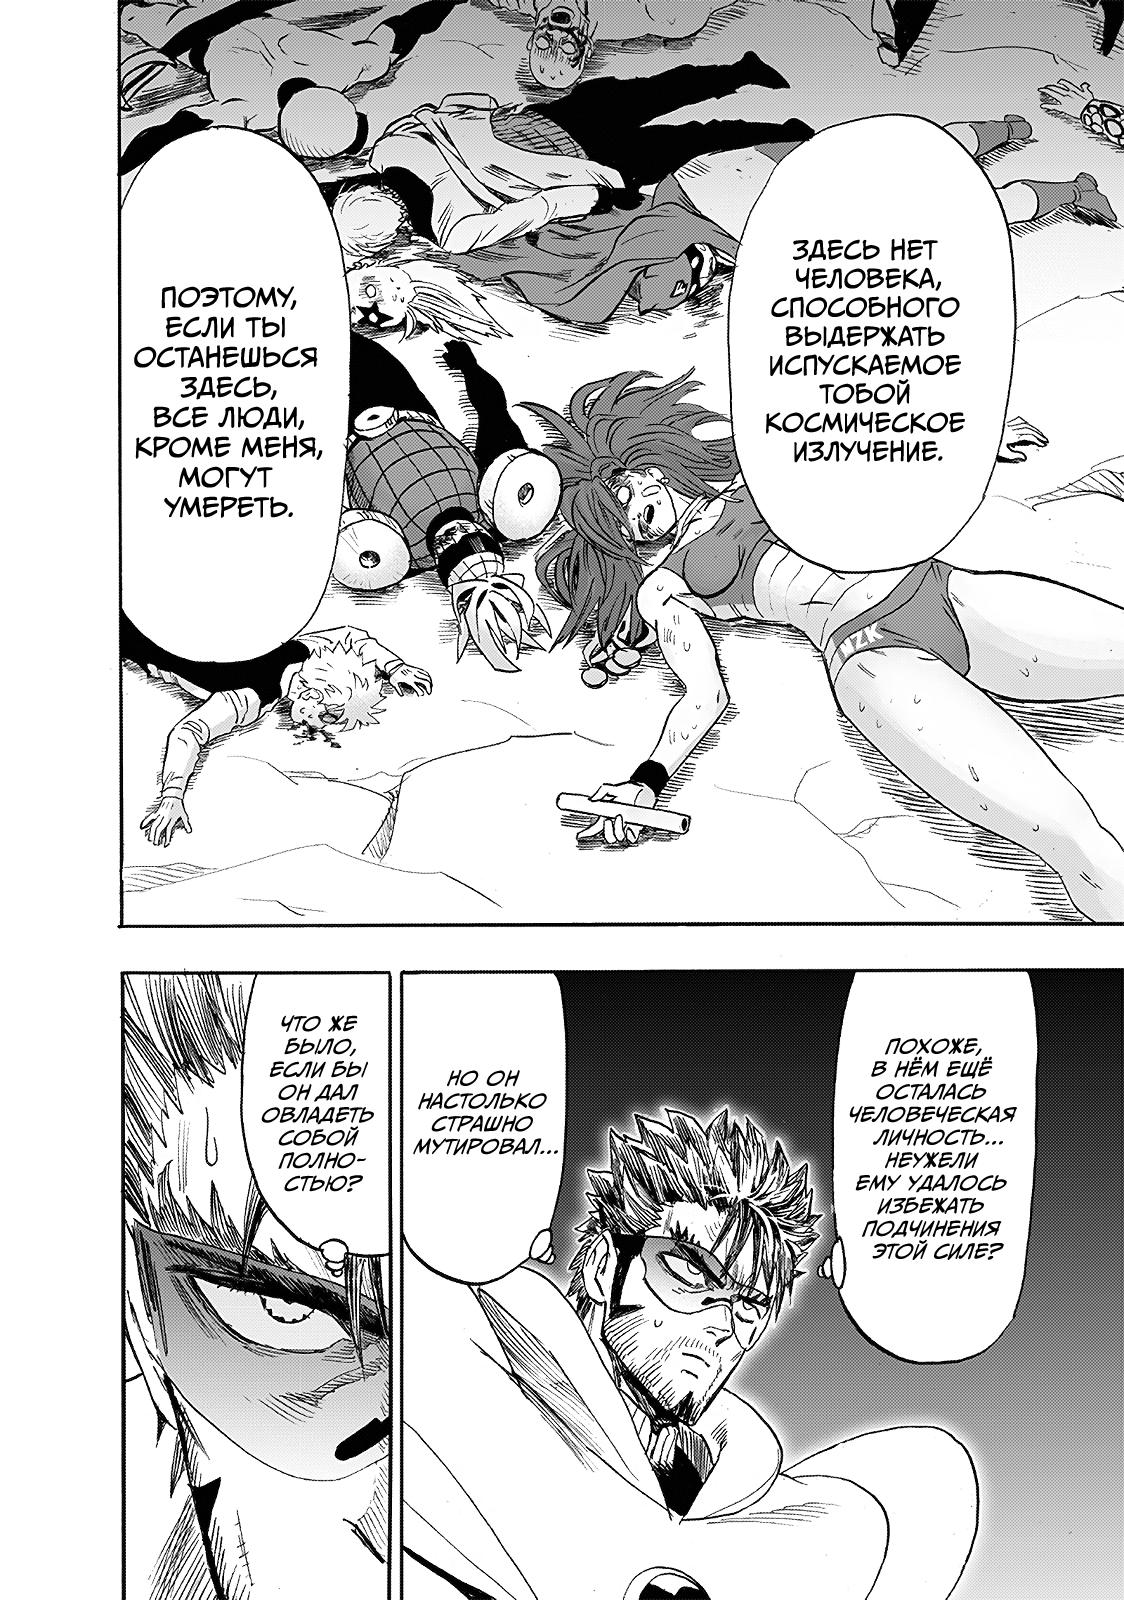 ЗДЕСЬ НЕТ
ЧЕЛОВЕКА,
СПОСОБНОГО
ВЫДЕРЖАТЬ
ИСПУСКАЕМОЕ
ТОБОЙ
КОСМИЧЕСКОЕ
ИЗЛУЧЕНИЕ.
ПОЭТОМУ,
ЕСЛИ ТЫ
ОСТАНЕШЬСЯ
ЗДЕСЬ,
ВСЕ ЛЮДИ,
КРОМЕ МЕНЯ,
МОГУТ
УМЕРЕТЬ.
WZK
ПОХОЖЕ,
В НЁМ ЕЩЁ
ОСТАЛАСЬ
ЧЕЛОВЕЧЕСКАЯ
ЛИЧНОСТЬ...
НЕУЖЕЛИ
ЕМУ УДАЛОСЬ
ИЗБЕЖАТЬ
ПОДЧИНЕНИЯ
ЭТОЙ СИЛЕ?
НО ОН
НАСТОЛЬКО
СТРАШНО
МУТИРОВАЛ...
ЧТО ЖЕ
БЫЛО,
ЕСЛИ БЫ
ОН ДАЛ
ОВЛАДЕТЬ
СОБОЙ
ПОЛНО-
СТЬЮ?